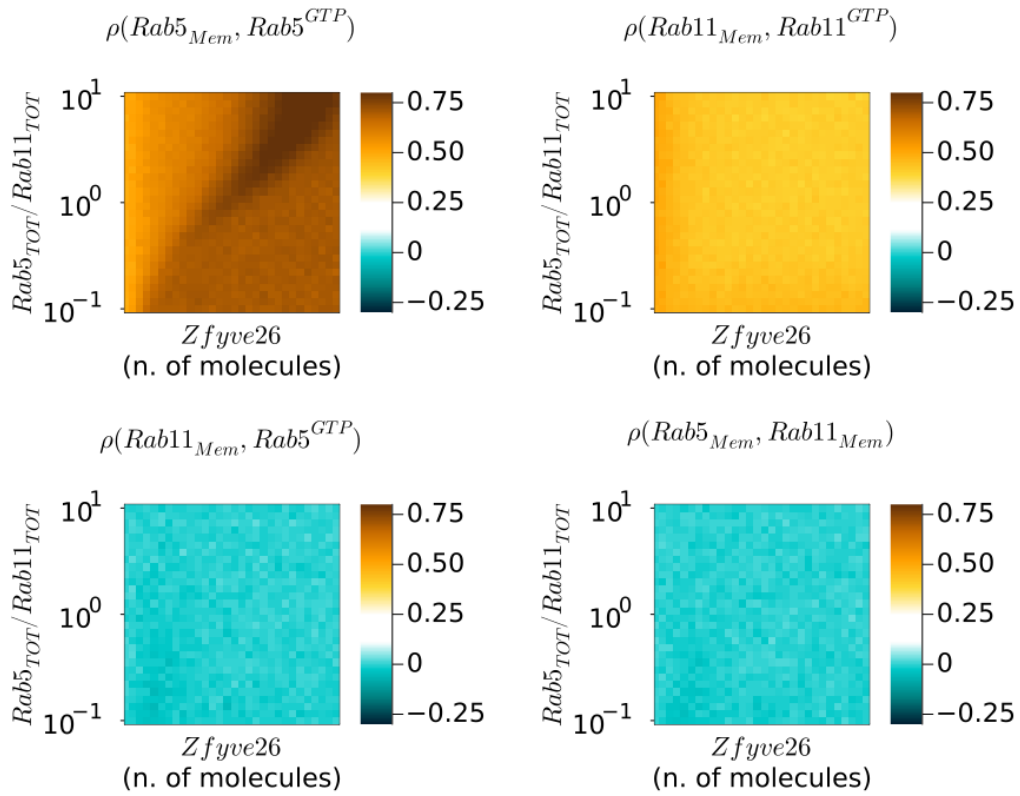 ρ(Rab5_Mem, Rab5^GTP)
Rab5_TOT/Rab11_TOT
10^1
10^0
10^-1
0.75
0.50
0.25
0
−0.25
Zfyve26
(n. of molecules)
ρ(Rab11_Mem, Rab11^GTP)
Rab5_TOT/Rab11_TOT
10^1
10^0
10^-1
0.75
0.50
0.25
0
−0.25
Zfyve26
(n. of molecules)
ρ(Rab11_Mem, Rab5^GTP)
Rab5_TOT/Rab11_TOT
10^1
10^0
10^-1
0.75
0.50
0.25
0
−0.25
Zfyve26
(n. of molecules)
ρ(Rab5_Mem, Rab11_Mem)
Rab5_TOT/Rab11_TOT
10^1
10^0
10^-1
0.75
0.50
0.25
0
−0.25
Zfyve26
(n. of molecules)